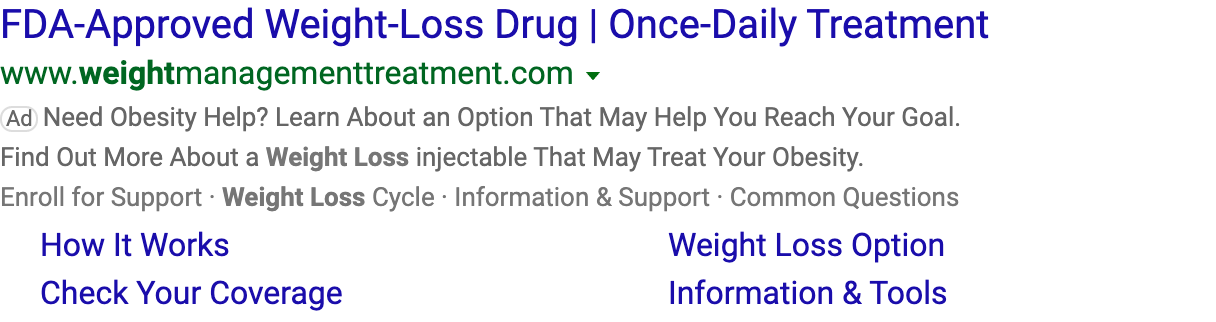 FDA-Approved Weight-Loss Drug | Once-Daily Treatment
www.weightmanagementtreatment.com
Ad Need Obesity Help? Learn About an Option That May Help You Reach Your Goal.
Find Out More About a Weight Loss injectable That May Treat Your Obesity.
Enroll for Support · Weight Loss Cycle · Information & Support · Common Questions
How It Works
Weight Loss Option
Check Your Coverage
Information & Tools